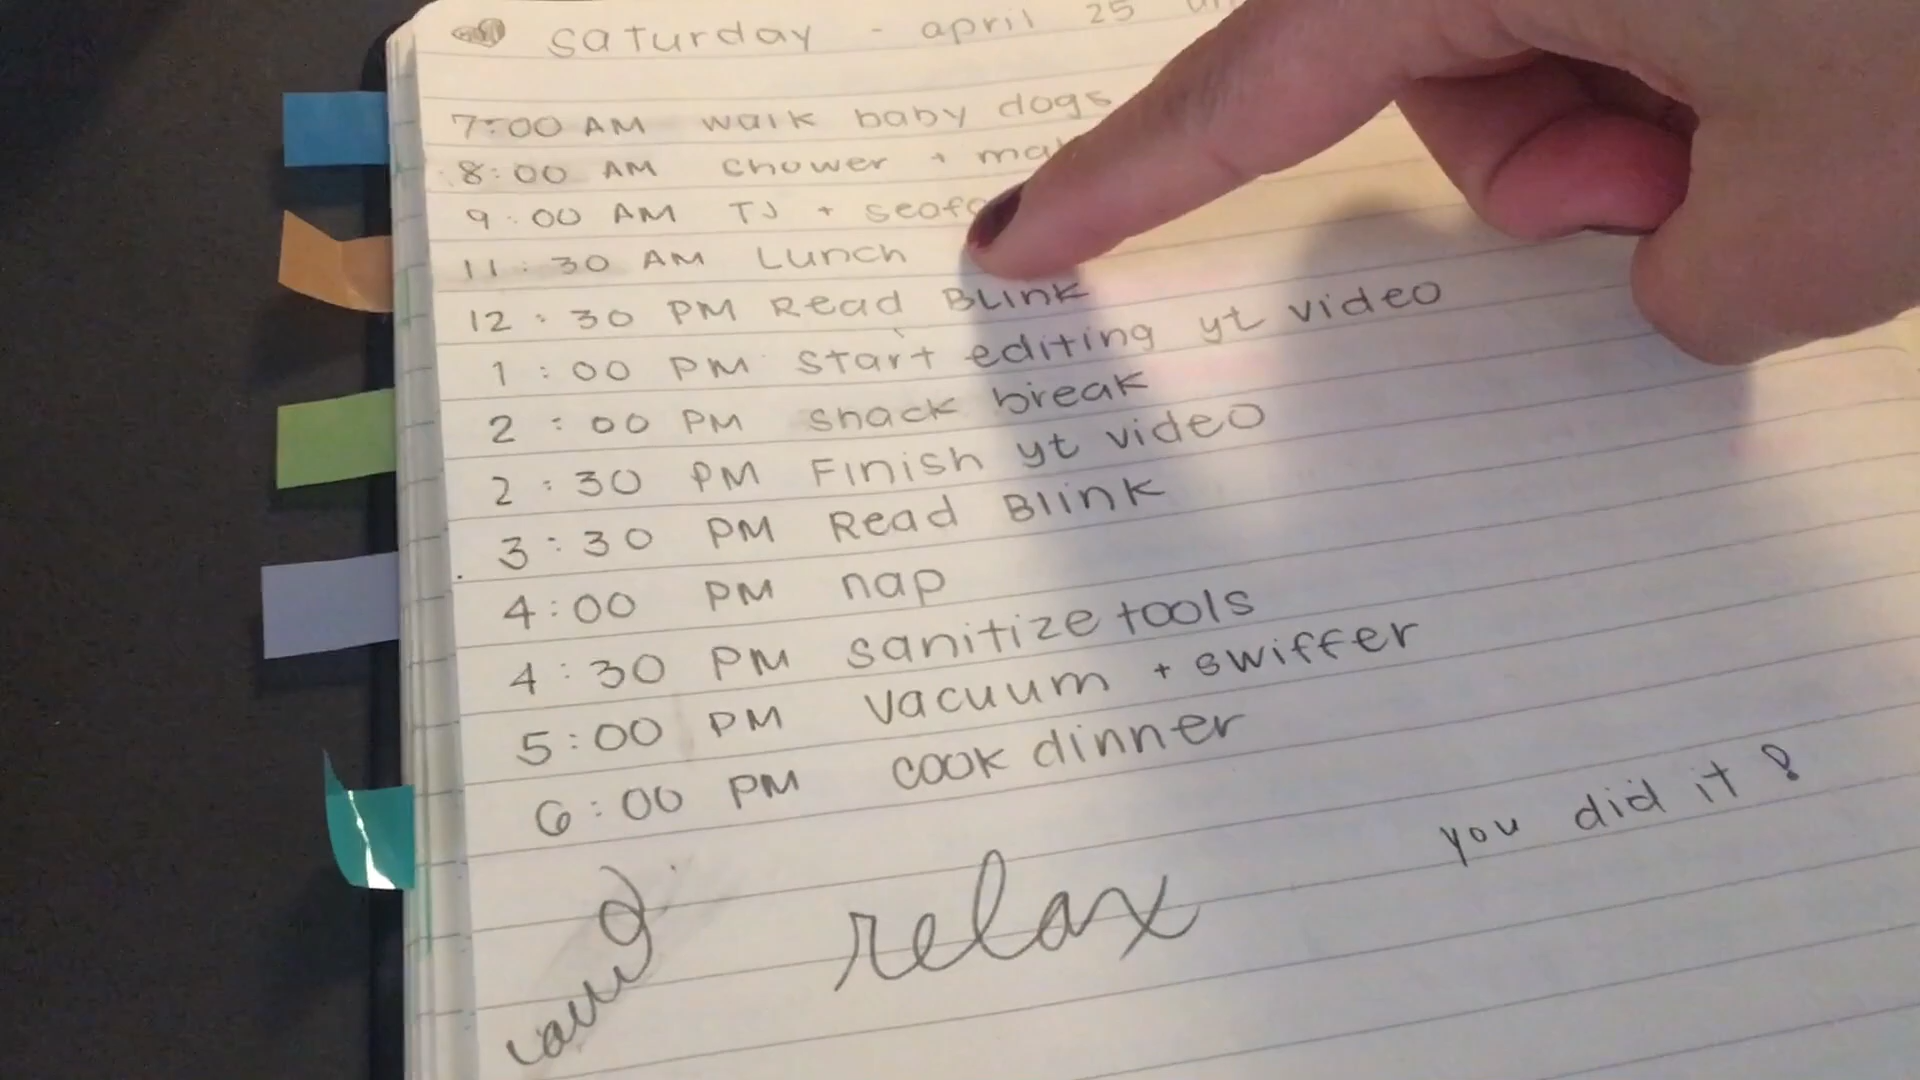 Saturday - april 25
7:00 AM walk baby dogs
8:00 AM Shower +
9:00 AM TJ +
11:30 AM Lunch
12:30 PM Read Blink
1:00 PM Start editing yt video
2:00 PM Snack break
2:30 PM Finish yt video
3:30 PM Read Blink
4:00 PM nap
4:30 PM sanitize tools
5:00 PM vacuum + swiffer
6:00 PM cook dinner
you did it!
relax